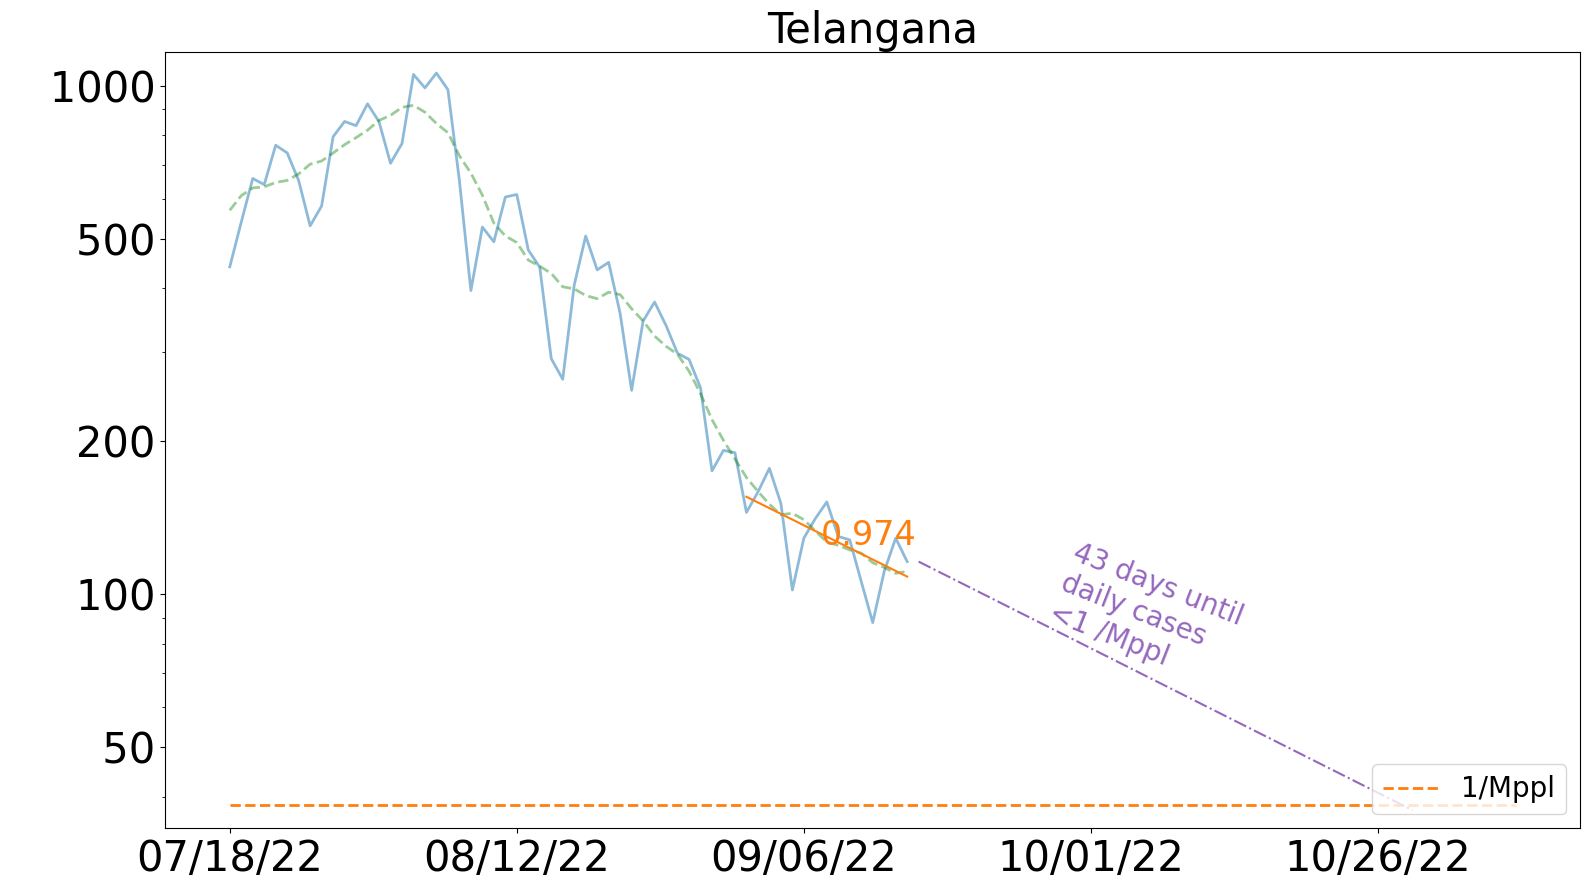 Telangana
1000
500
200
100
50
0.974
43 days until
daily cases
<1 /Mppl
1/Mppl
07/18/22
08/12/22
09/06/22
10/01/22
10/26/22